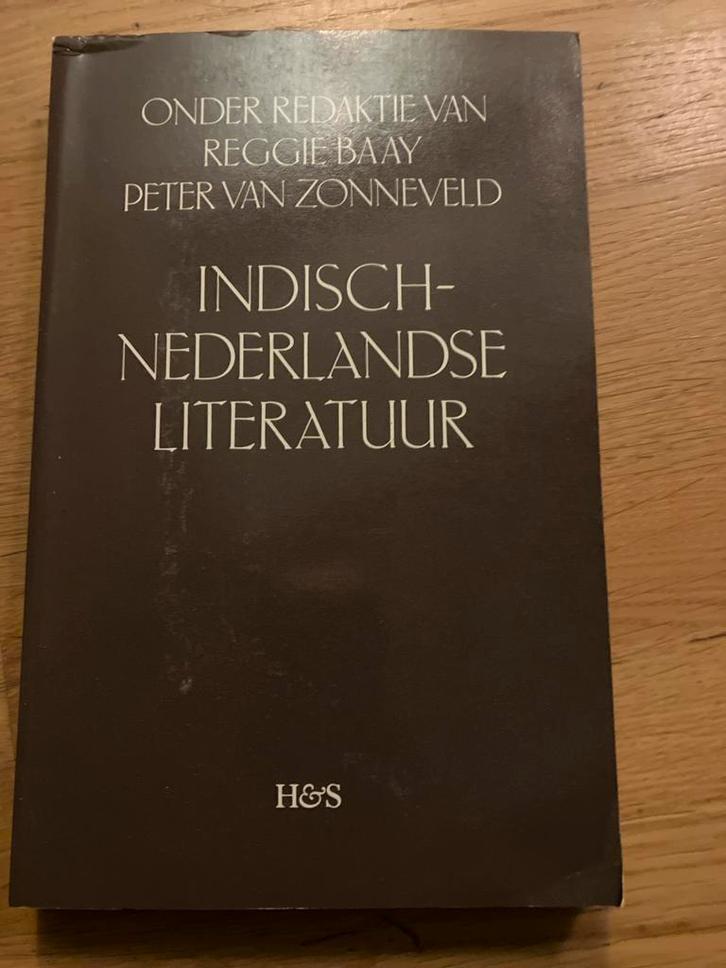 ONDER REDAKTIE VAN
REGGIE BAAY
PETER VAN ZONNEVELD
INDISCH-
NEDERLANDSE
LITERATUUR
H&S